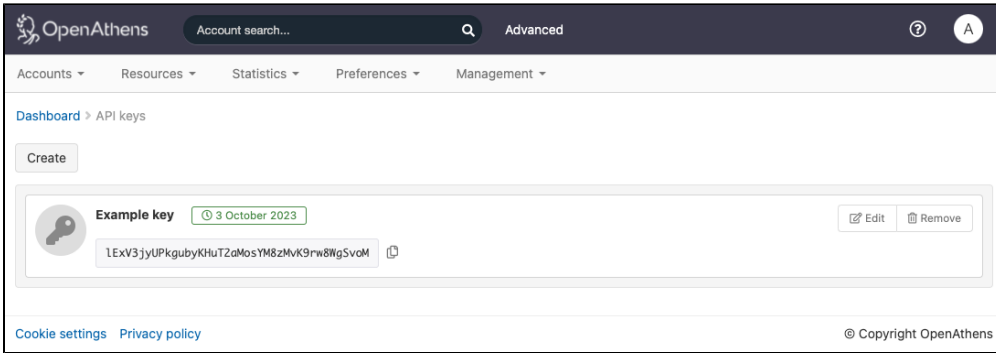 OpenAthens Account search... Advanced A
Accounts Resources Statistics Preferences Management
Dashboard > API keys
Create
Example key 3 October 2023 Edit Remove
lExV3jyUPkgubyKHuTZaMosYM8zMvK9rw8WgSvoM
Cookie settings Privacy policy © Copyright OpenAthens